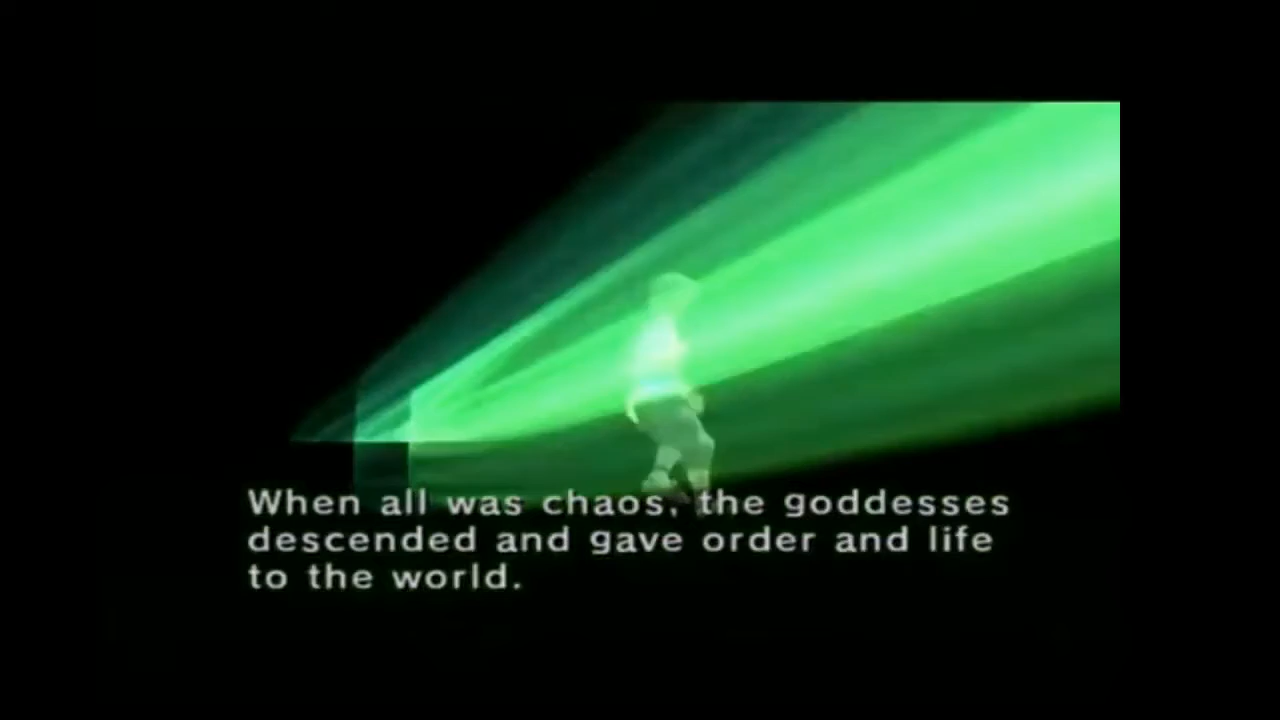 When all was chaos, the goddesses
descended and gave order and life
to the world.